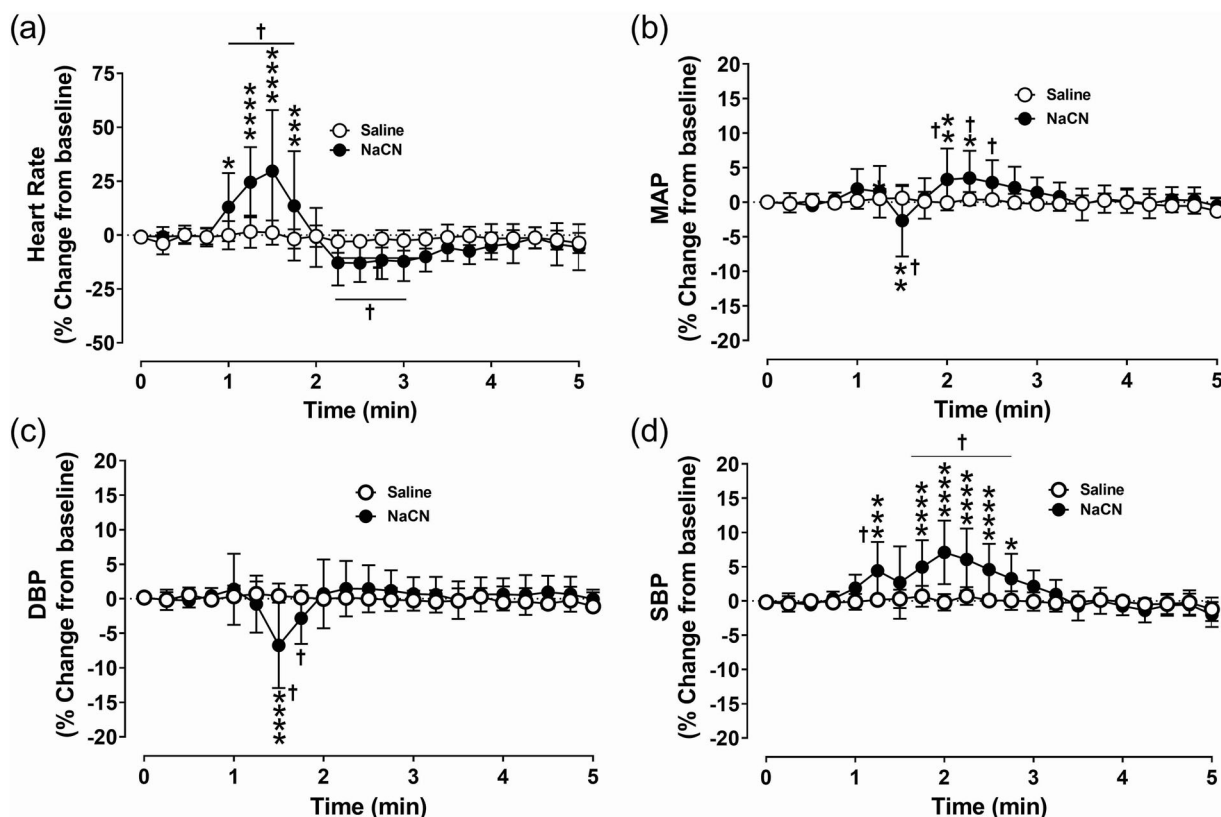 (a)
†
*
****
****
***
75
50
25
0
-25
-50
Saline
NaCN
†
Heart Rate
(% Change from baseline)
0 1 2 3 4 5
Time (min)
(b)
20
15
10
5
0
-5
-10
-15
-20
Saline
NaCN
†
**
†
*
†
*
**
†
MAP
(% Change from baseline)
0 1 2 3 4 5
Time (min)
(c)
20
15
10
5
0
-5
-10
-15
-20
Saline
NaCN
†
†
****
DBP
(% Change from baseline)
0 1 2 3 4 5
Time (min)
(d)
†
20
15
10
5
0
-5
-10
-15
-20
†
***
****
****
****
****
*
Saline
NaCN
SBP
(% Change from baseline)
0 1 2 3 4 5
Time (min)